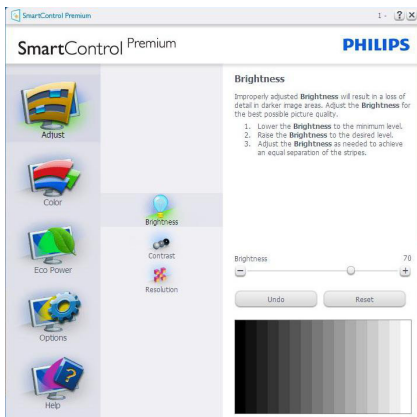 SmartControl Premium
1 - ? x
SmartControl Premium
PHILIPS
Adjust
Color
Eco Power
Options
Help
Brightness
Contrast
Resolution
Brightness
Improperly adjusted Brightness will result in a loss of
detail in darker image areas. Adjust the Brightness for
the best possible picture quality.
1. Lower the Brightness to the minimum level.
2. Raise the Brightness to the desired level.
3. Adjust the Brightness as needed to achieve
an equal separation of the stripes.
Brightness 70
- +
Undo Reset